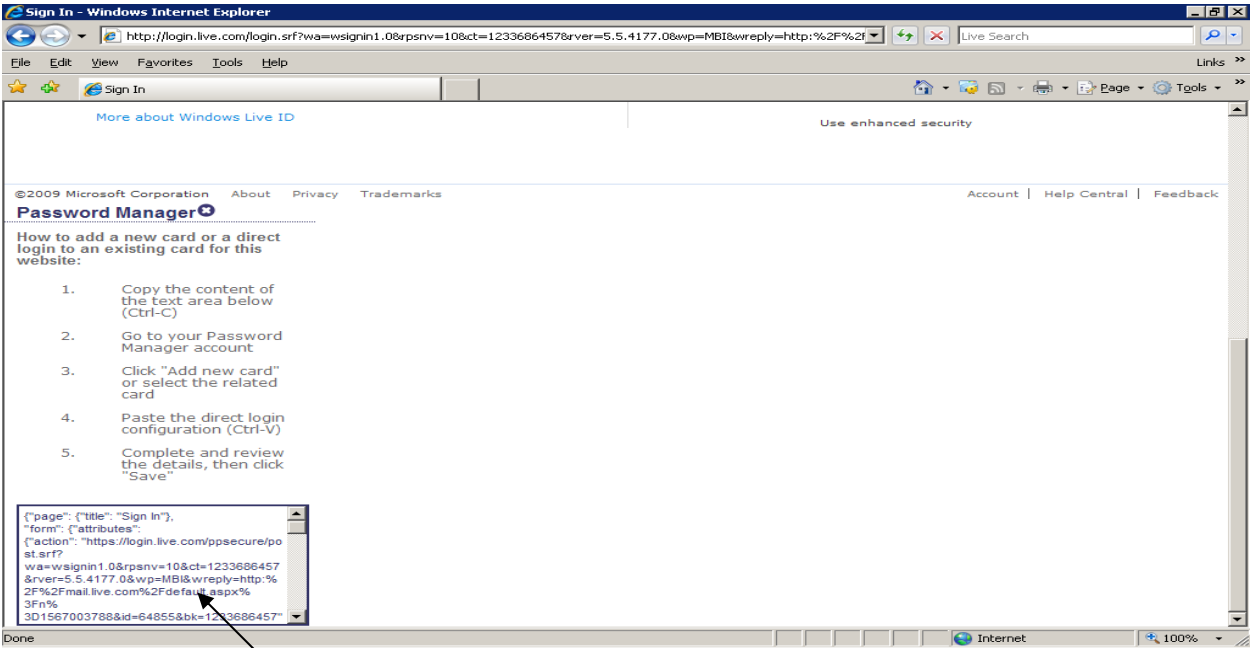 Sign In - Windows Internet Explorer
http://login.live.com/login.srf?wa=wsignin1.0&rpsnv=10&ct=1233686457&rver=5.5.4177.0&wp=MBI&wreply=http:%2F%2F
Live Search
File Edit View Favorites Tools Help
Links »
Sign In
Page Tools »
More about Windows Live ID
Use enhanced security
©2009 Microsoft Corporation About Privacy Trademarks
Account | Help Central | Feedback
Password Manager
How to add a new card or a direct
login to an existing card for this
website:
1. Copy the content of
the text area below
(Ctrl-C)
2. Go to your Password
Manager account
3. Click "Add new card"
or select the related
card
4. Paste the direct login
configuration (Ctrl-V)
5. Complete and review
the details, then click
"Save"
{"page": {"title": "Sign In"},
"form": {"attributes":
{"action": "https://login.live.com/ppsecure/po
st.srf?
wa=wsignin1.0&rpsnv=10&ct=1233686457
&rver=5.5.4177.0&wp=MBI&wreply=http:%
2F%2Fmail.live.com%2Fdefault.aspx%
3Fn%
3D1567003788&id=64855&bk=1233686457"
Done
Internet
100%